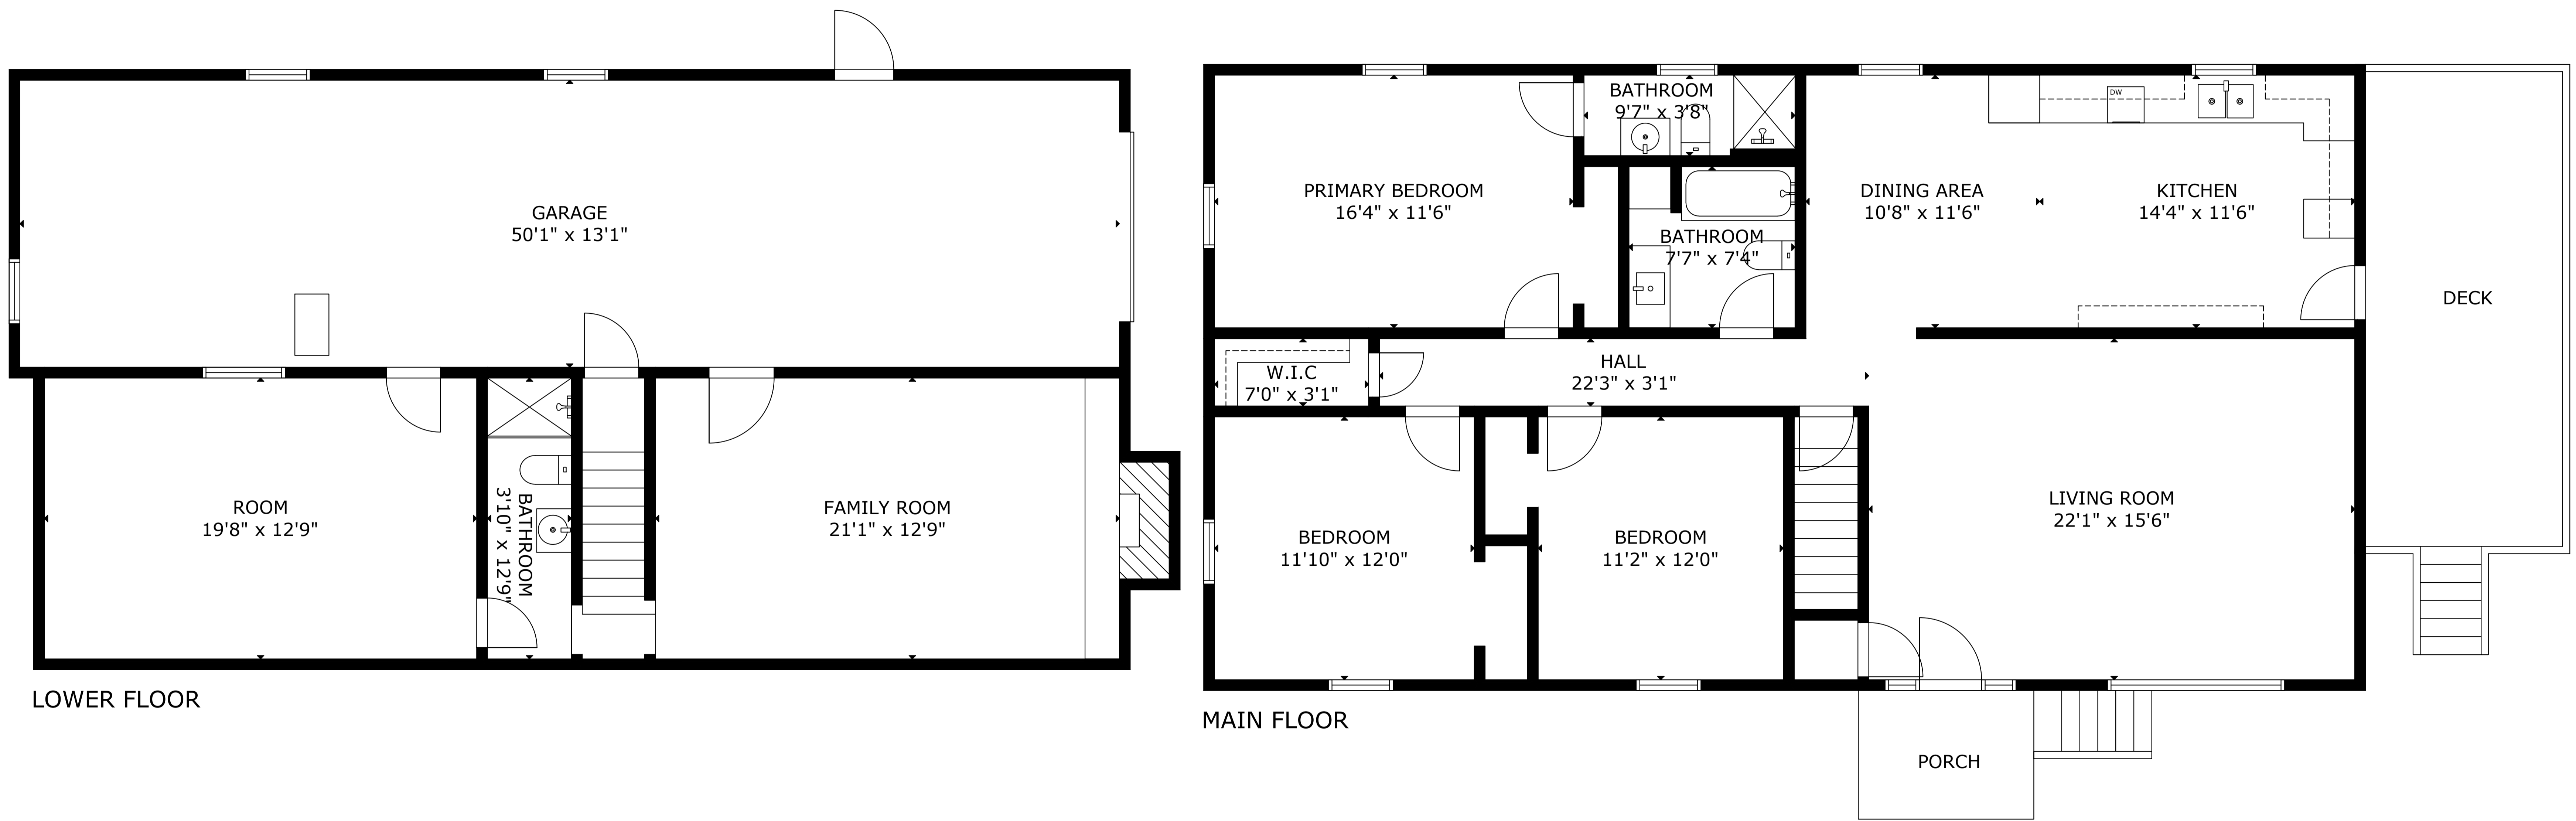 GARAGE
50'1" x 13'1"
ROOM
19'8" x 12'9"
BATHROOM
3'10" x 12'9"
FAMILY ROOM
21'1" x 12'9"
LOWER FLOOR
PRIMARY BEDROOM
16'4" x 11'6"
BATHROOM
9'7" x 3'8"
BATHROOM
7'7" x 7'4"
DINING AREA
10'8" x 11'6"
DW
KITCHEN
14'4" x 11'6"
DECK
W.I.C
7'0" x 3'1"
HALL
22'3" x 3'1"
BEDROOM
11'10" x 12'0"
BEDROOM
11'2" x 12'0"
LIVING ROOM
22'1" x 15'6"
PORCH
MAIN FLOOR